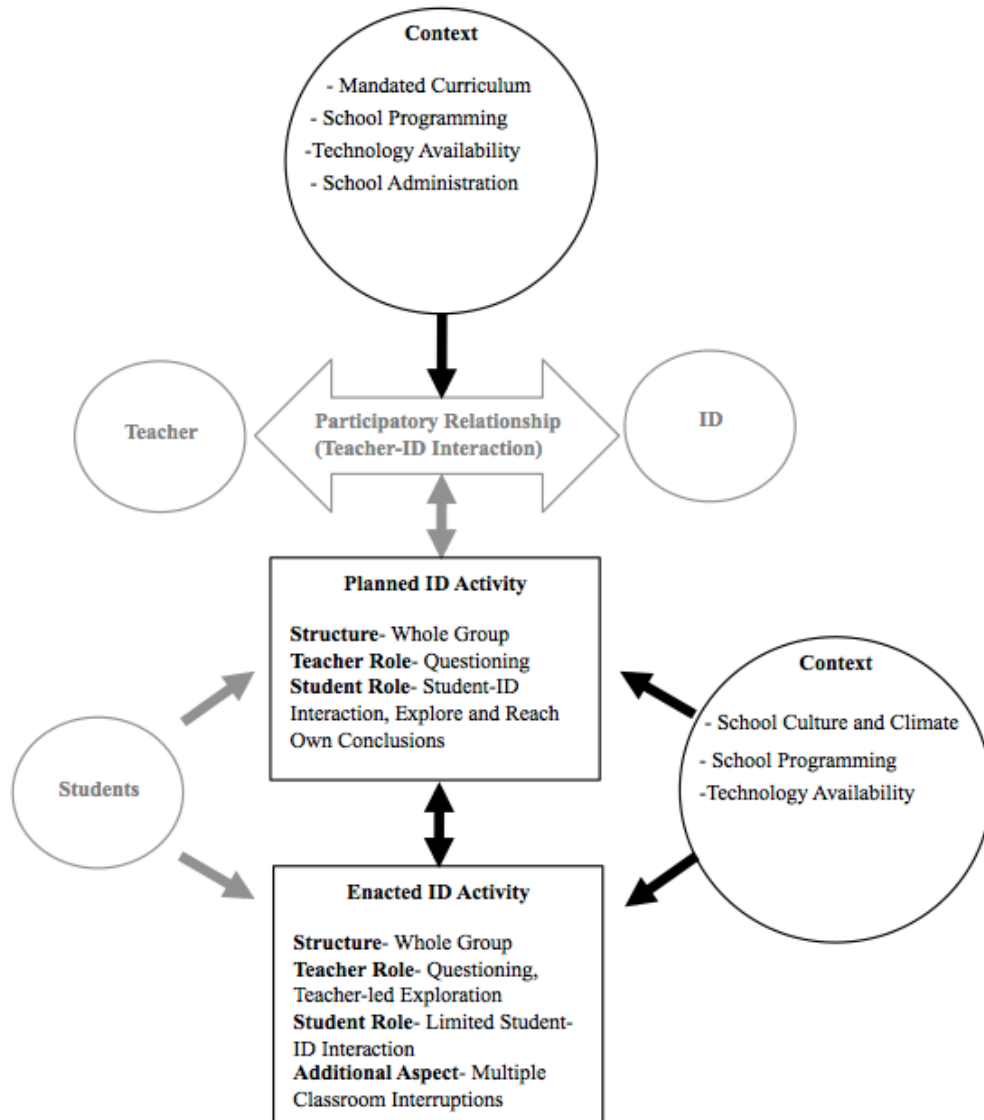 Context
- Mandated Curriculum
- School Programming
-Technology Availability
- School Administration
Teacher
Participatory Relationship
(Teacher-ID Interaction)
ID
Planned ID Activity
Structure- Whole Group
Teacher Role- Questioning
Student Role- Student-ID
Interaction, Explore and Reach
Own Conclusions
Context
- School Culture and Climate
- School Programming
-Technology Availability
Students
Enacted ID Activity
Structure- Whole Group
Teacher Role- Questioning,
Teacher-led Exploration
Student Role- Limited Student-
ID Interaction
Additional Aspect- Multiple
Classroom Interruptions